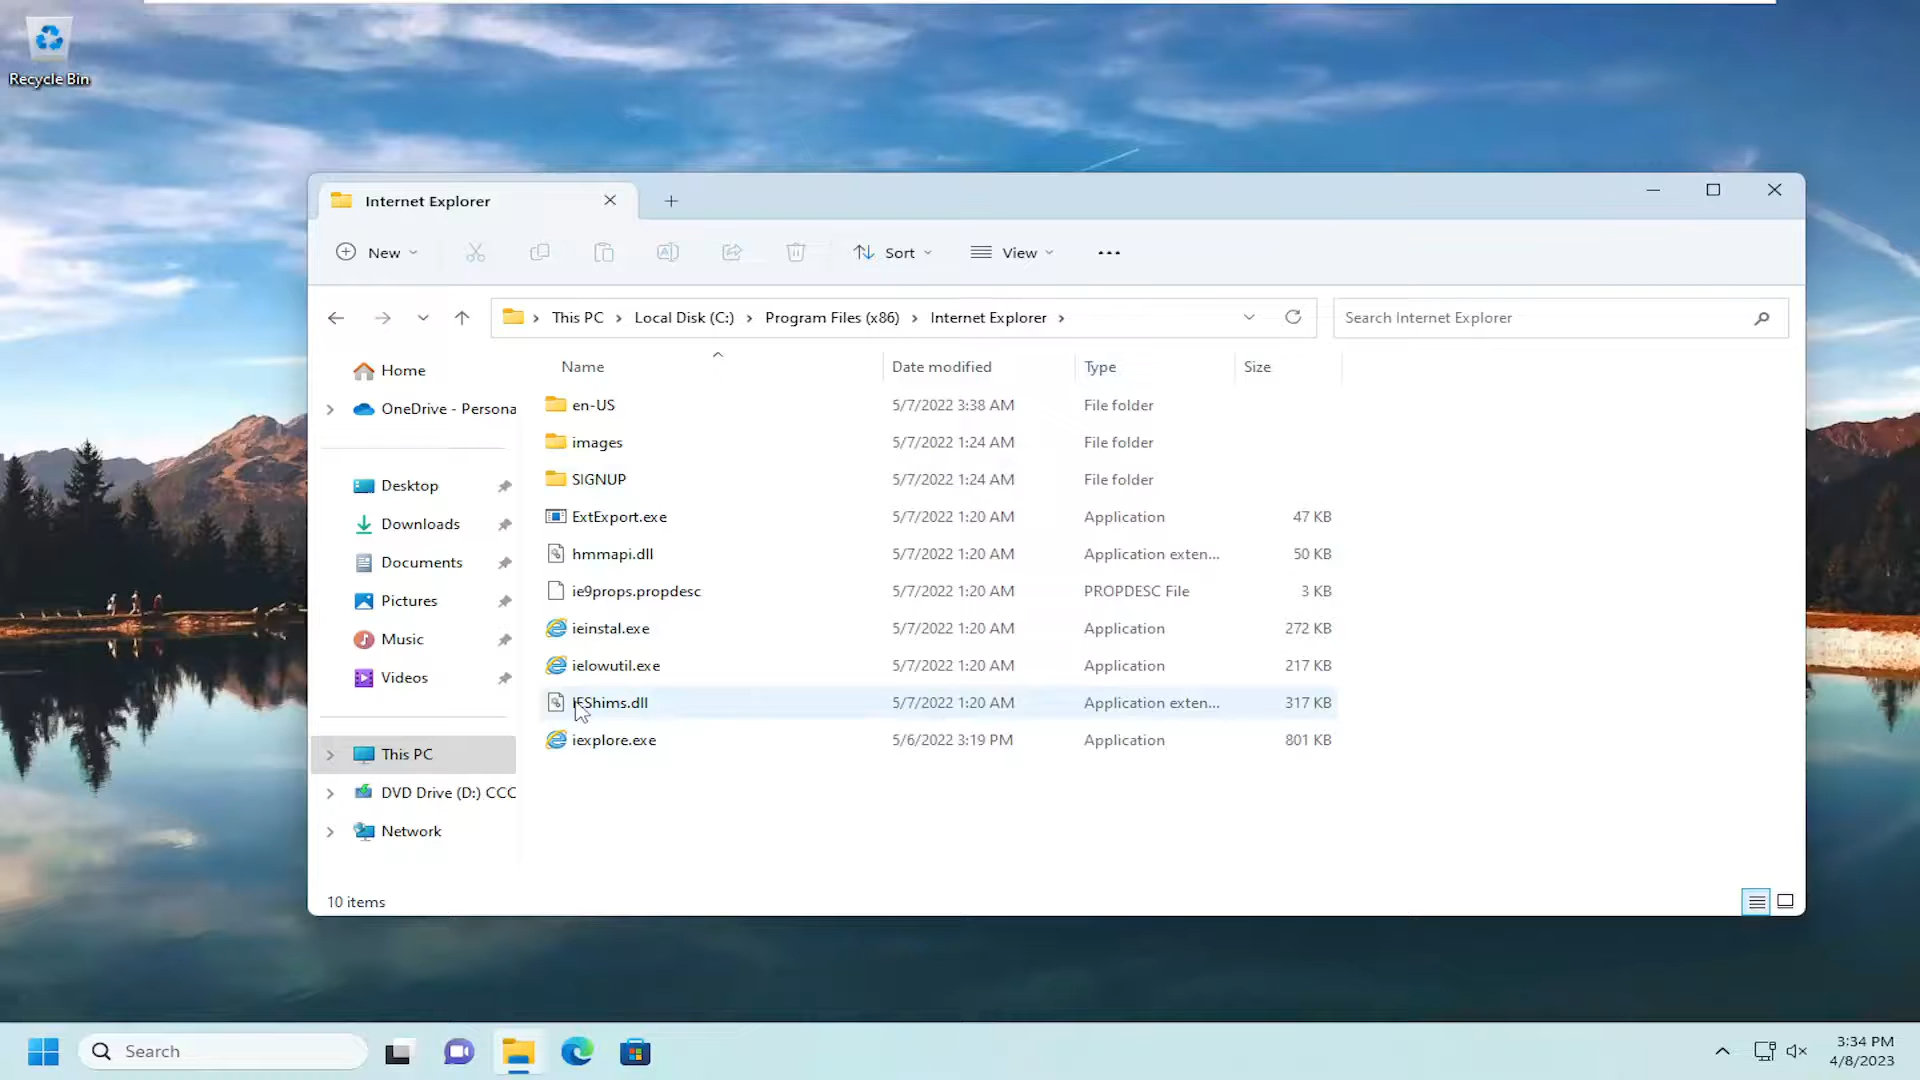 Recycle Bin
Internet Explorer
New
Sort
View
This PC > Local Disk (C:) > Program Files (x86) > Internet Explorer >
Search Internet Explorer
Name Date modified Type Size
Home
OneDrive - Persona
Desktop
Downloads
Documents
Pictures
Music
Videos
This PC
DVD Drive (D:) CCC
Network
en-US 5/7/2022 3:38 AM File folder
images 5/7/2022 1:24 AM File folder
SIGNUP 5/7/2022 1:24 AM File folder
ExtExport.exe 5/7/2022 1:20 AM Application 47 KB
hmmapi.dll 5/7/2022 1:20 AM Application exten... 50 KB
ie9props.propdesc 5/7/2022 1:20 AM PROPDESC File 3 KB
ieinstal.exe 5/7/2022 1:20 AM Application 272 KB
ielowutil.exe 5/7/2022 1:20 AM Application 217 KB
IEShims.dll 5/7/2022 1:20 AM Application exten... 317 KB
iexplore.exe 5/6/2022 3:19 PM Application 801 KB
10 items
Search
3:34 PM
4/8/2023